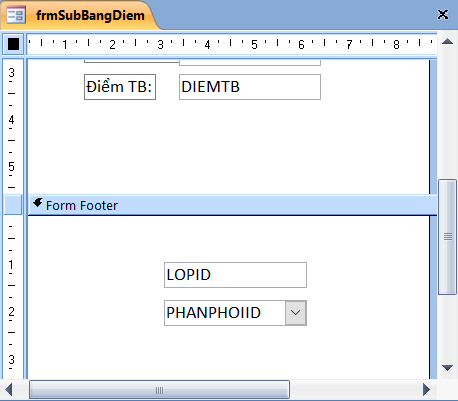 frmSubBangDiem
1 2 3 4 5 6 7 8
3
Điểm TB: DIEMTB
4
5
Form Footer
1 LOPID
2 PHANPHOIID
3